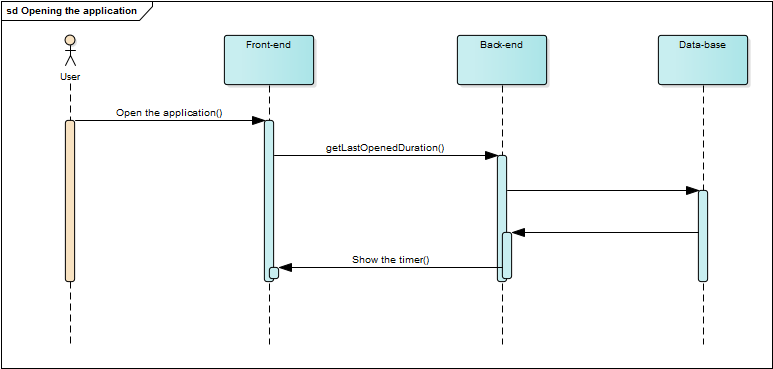 sd Opening the application
User
Front-end
Back-end
Data-base
Open the application()
getLastOpenedDuration()
Show the timer()